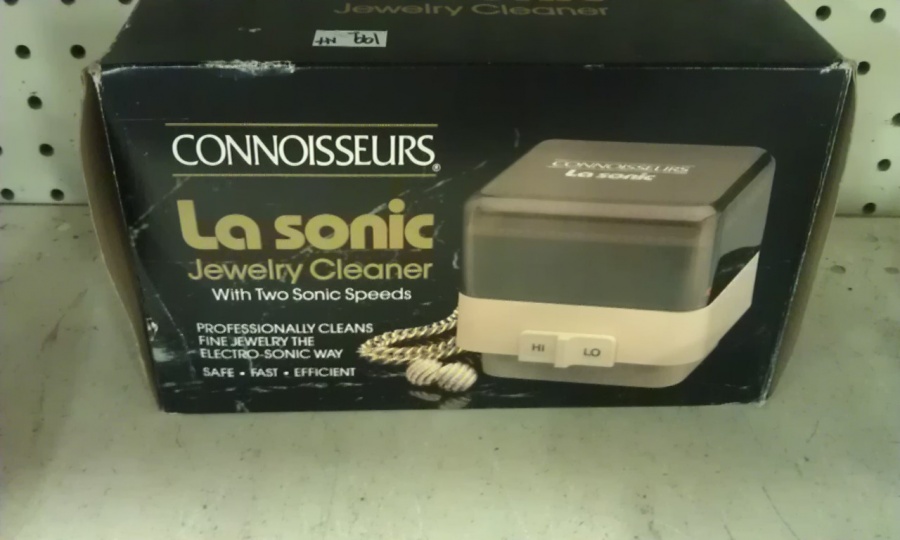 Jewelry Cleaner
CONNOISSEURS®
La sonic
Jewelry Cleaner
With Two Sonic Speeds
PROFESSIONALLY CLEANS
FINE JEWELRY THE
ELECTRO-SONIC WAY
SAFE • FAST • EFFICIENT
CONNOISSEURS
La sonic
HI LO